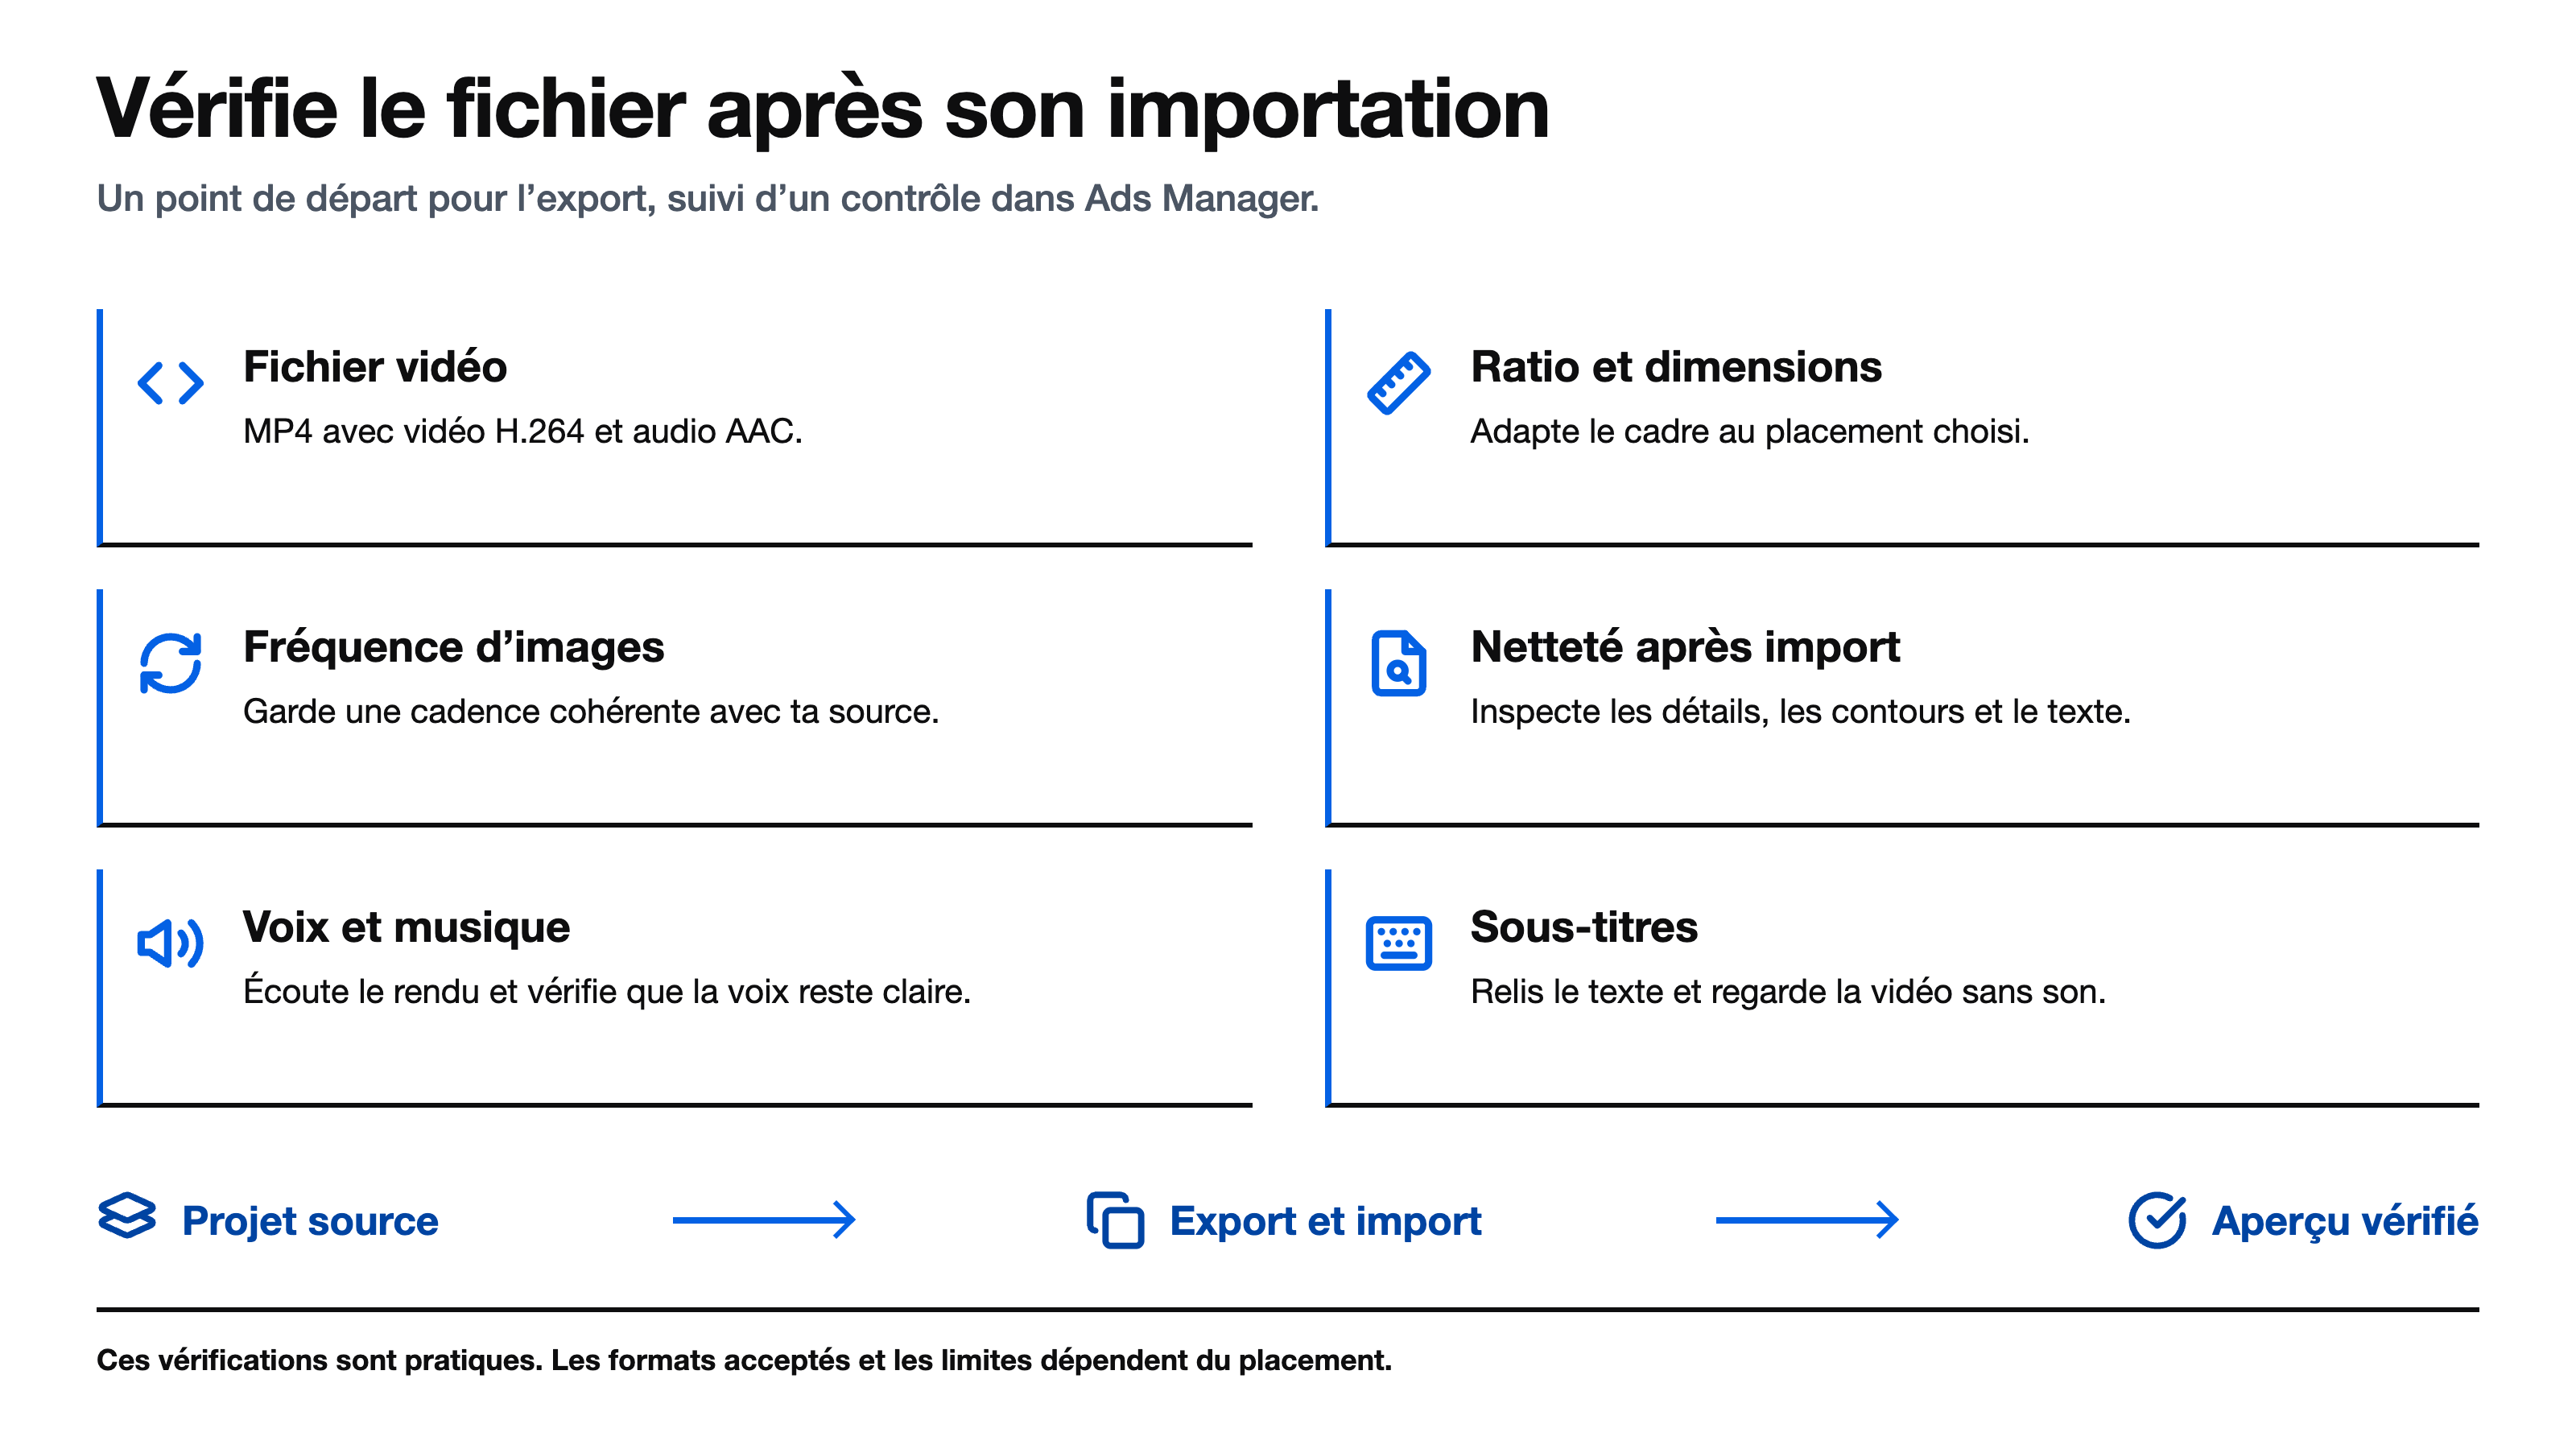 Vérifie le fichier après son importation
Un point de départ pour l’export, suivi d’un contrôle dans Ads Manager.
Fichier vidéo
MP4 avec vidéo H.264 et audio AAC.
Ratio et dimensions
Adapte le cadre au placement choisi.
Fréquence d’images
Garde une cadence cohérente avec ta source.
Netteté après import
Inspecte les détails, les contours et le texte.
Voix et musique
Écoute le rendu et vérifie que la voix reste claire.
Sous-titres
Relis le texte et regarde la vidéo sans son.
Projet source
Export et import
Aperçu vérifié
Ces vérifications sont pratiques. Les formats acceptés et les limites dépendent du placement.